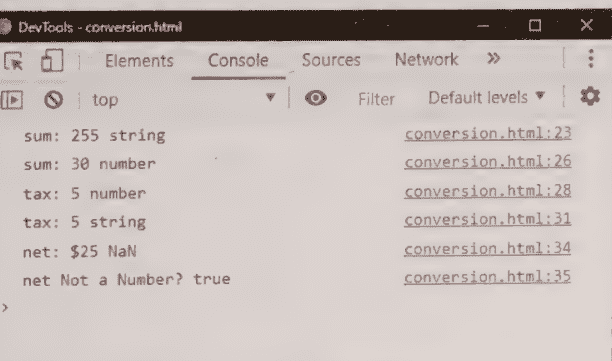 DevTools - conversion.html
Elements Console Sources Network »
top Filter Default levels
sum: 255 string conversion.html:23
sum: 30 number conversion.html:26
tax: 5 number conversion.html:28
tax: 5 string conversion.html:31
net: $25 NaN conversion.html:34
net Not a Number? true conversion.html:35
›